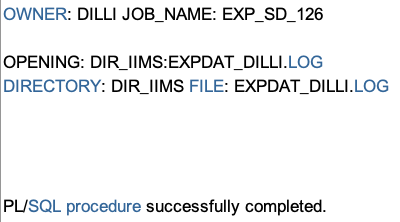 OWNER: DILLI JOB_NAME: EXP_SD_126
OPENING: DIR_IIMS:EXPDAT_DILLI.LOG
DIRECTORY: DIR_IIMS FILE: EXPDAT_DILLI.LOG
PL/SQL procedure successfully completed.